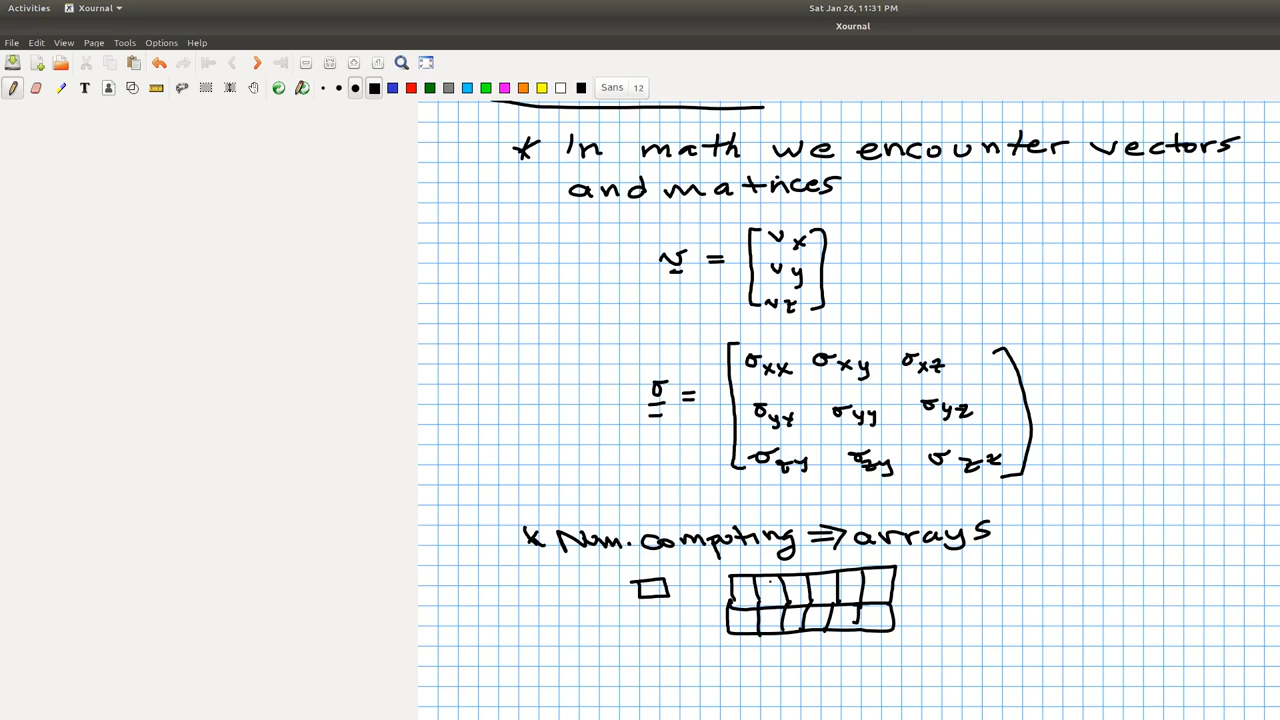 Activities Xournal Sat Jan 26, 11:31 PM
Xournal
File Edit View Page Tools Options Help
T Sans 12
* In math we encounter vectors
and matrices
v = [vx
vy
vz]
σ = [σxx σxy σxz
σyx σyy σyz
σzy σzy σzz]
* Num. computing ⇒ arrays